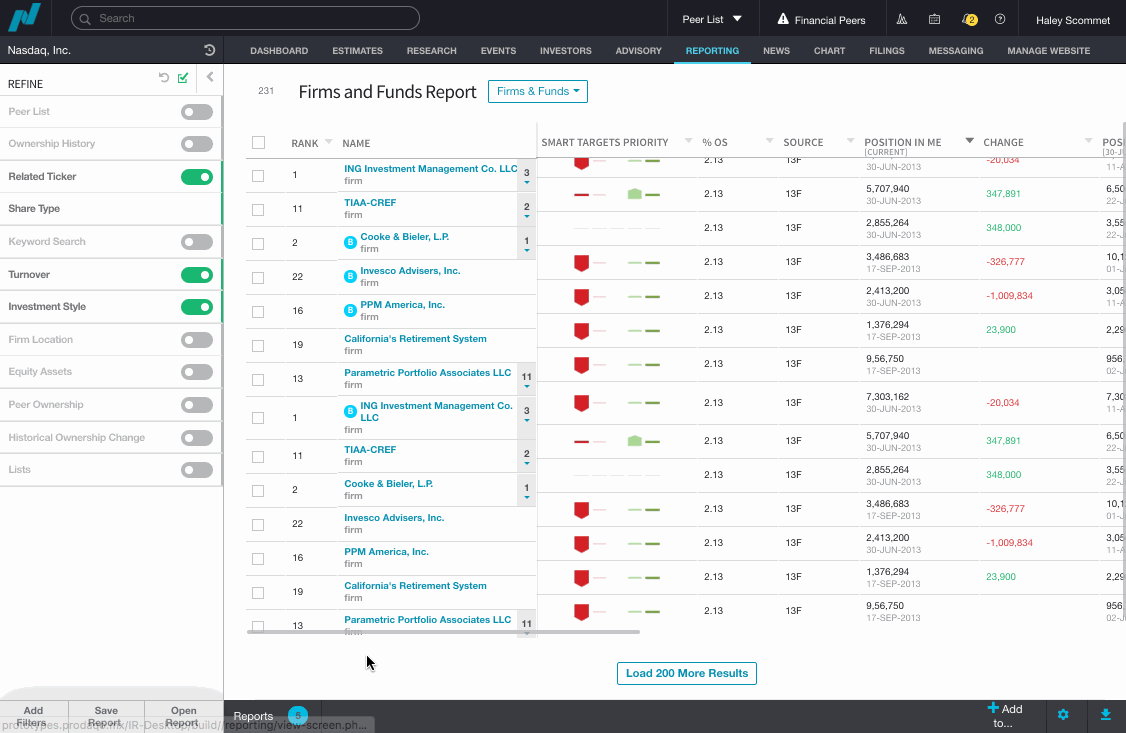 Search
Peer List
Financial Peers
2
Haley Scommet
Nasdaq, Inc.
DASHBOARD ESTIMATES RESEARCH EVENTS INVESTORS ADVISORY REPORTING NEWS CHART FILINGS MESSAGING MANAGE WEBSITE
REFINE
Peer List
Ownership History
Related Ticker
Share Type
Keyword Search
Turnover
Investment Style
Firm Location
Equity Assets
Peer Ownership
Historical Ownership Change
Lists
231 Firms and Funds Report Firms & Funds
RANK NAME SMART TARGETS PRIORITY % OS SOURCE POSITION IN ME CHANGE POS
[CURRENT] [30-JU
1 ING Investment Management Co. LLC 3 2.13 13F -20,034
firm 30-JUN-2013 11-A
11 TIAA-CREF 2 2.13 13F 5,707,940 347,891 6,50
firm 30-JUN-2013 22-J
2 B Cooke & Bieler, L.P. 1 2.13 13F 2,855,264 348,000 3,55
firm 30-JUN-2013 22-J
22 B Invesco Advisers, Inc. 2.13 13F 3,486,683 -326,777 10,1
firm 17-SEP-2013 01-J
16 B PPM America, Inc. 2.13 13F 2,413,200 -1,009,834 3,05
firm 30-JUN-2013 11-A
19 California's Retirement System 2.13 13F 1,376,294 23,900 2,29
firm 17-SEP-2013
13 Parametric Portfolio Associates LLC 11 2.13 13F 9,56,750 956
firm 17-SEP-2013 02-J
1 B ING Investment Management Co. LLC 3 2.13 13F 7,303,162 -20,034 7,30
firm 30-JUN-2013 11-A
11 TIAA-CREF 2 2.13 13F 5,707,940 347,891 6,50
firm 30-JUN-2013 22-J
2 Cooke & Bieler, L.P. 1 2.13 13F 2,855,264 348,000 3,55
firm 30-JUN-2013 22-J
22 Invesco Advisers, Inc. 2.13 13F 3,486,683 -326,777 10,1
firm 17-SEP-2013 01-J
16 PPM America, Inc. 2.13 13F 2,413,200 -1,009,834 3,05
firm 30-JUN-2013 11-A
19 California's Retirement System 2.13 13F 1,376,294 23,900 2,29
firm 17-SEP-2013
13 Parametric Portfolio Associates LLC 11 2.13 13F 9,56,750 956
firm 17-SEP-2013 02-J
Load 200 More Results
Add Filters
Save Report
Open Report
Reports 5
Add to...